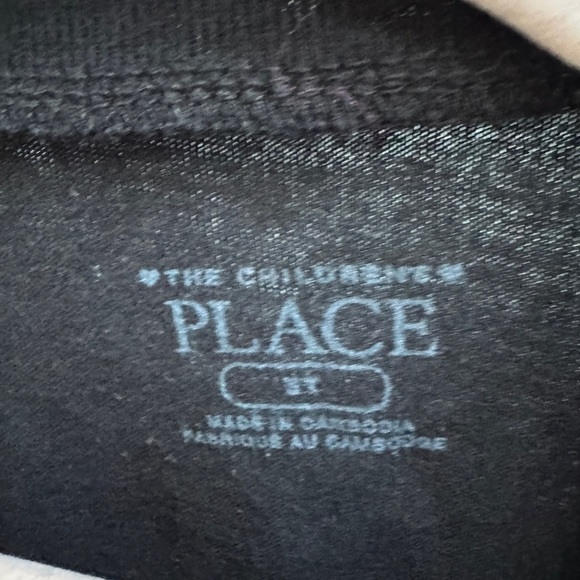 THE CHILDREN'S
PLACE
MADE IN CAMBODIA
FABRIQUÉ AU CAMBODGE